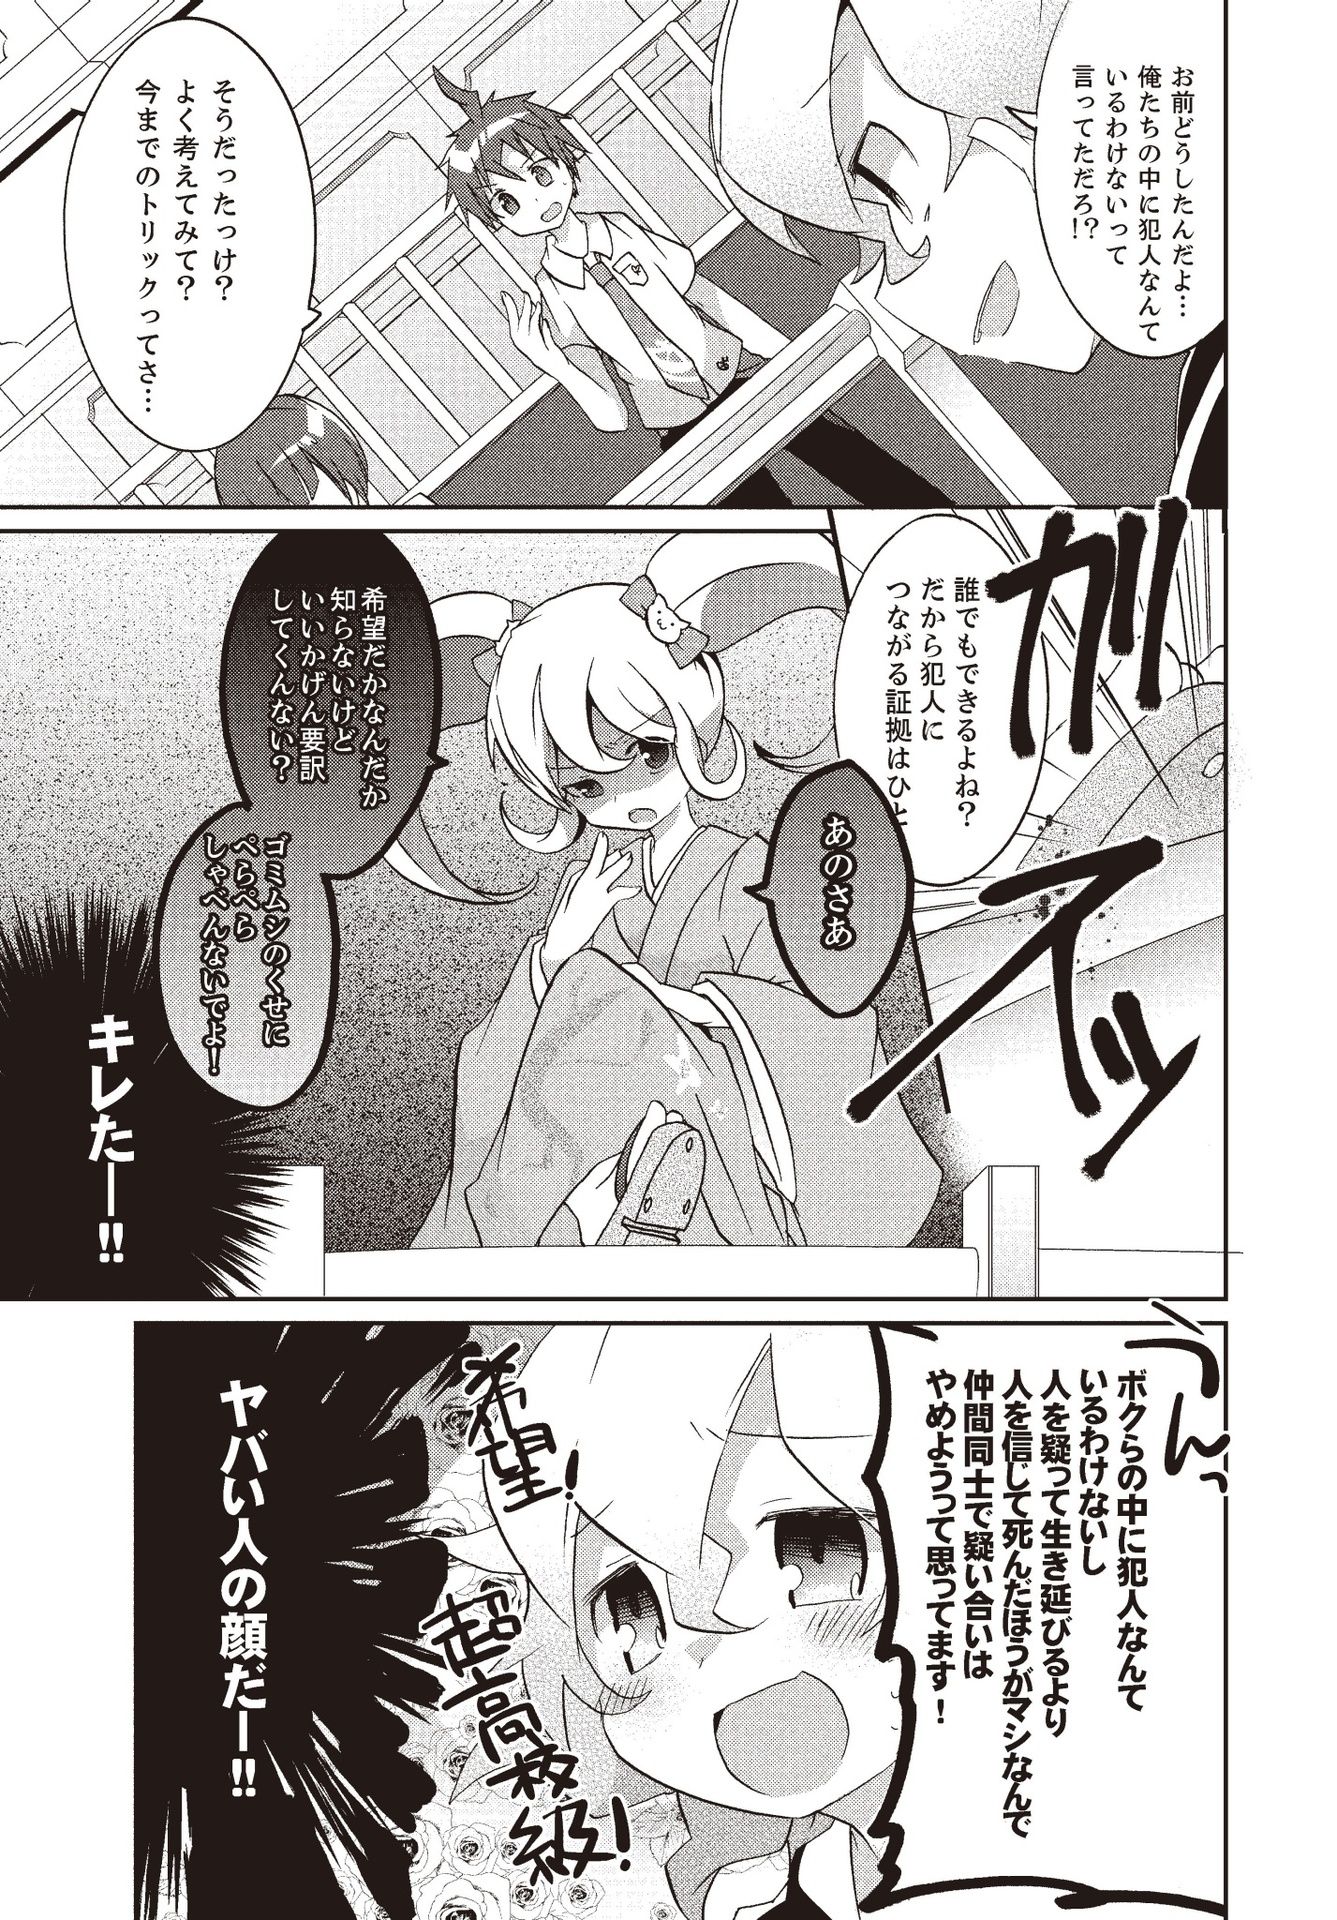 お前どうしたんだよ…
俺たちの中に犯人なんて
いるわけないって
言ってただろ!?
そうだったっけ?
よく考えてみて?
今までのトリックってさ…
誰でもできるよね?
だから犯人に
つながる証拠はひと
ガリ
アッ
あのさあ
希望だかなんだか
知らないけど
いいかげん要訳
してくんない?
ゴミムシのくせに
ぺらぺら
しゃべんないでよ!
キレたー!!
つんっ
ボクらの中に犯人なんて
いるわけないし
人を疑って生き延びるより
人を信じて死んだほうがマシなんで
仲間同士で疑い合いは
やめようって思ってます!
希望!
超高校級!
ヤバい人の顔だー!!